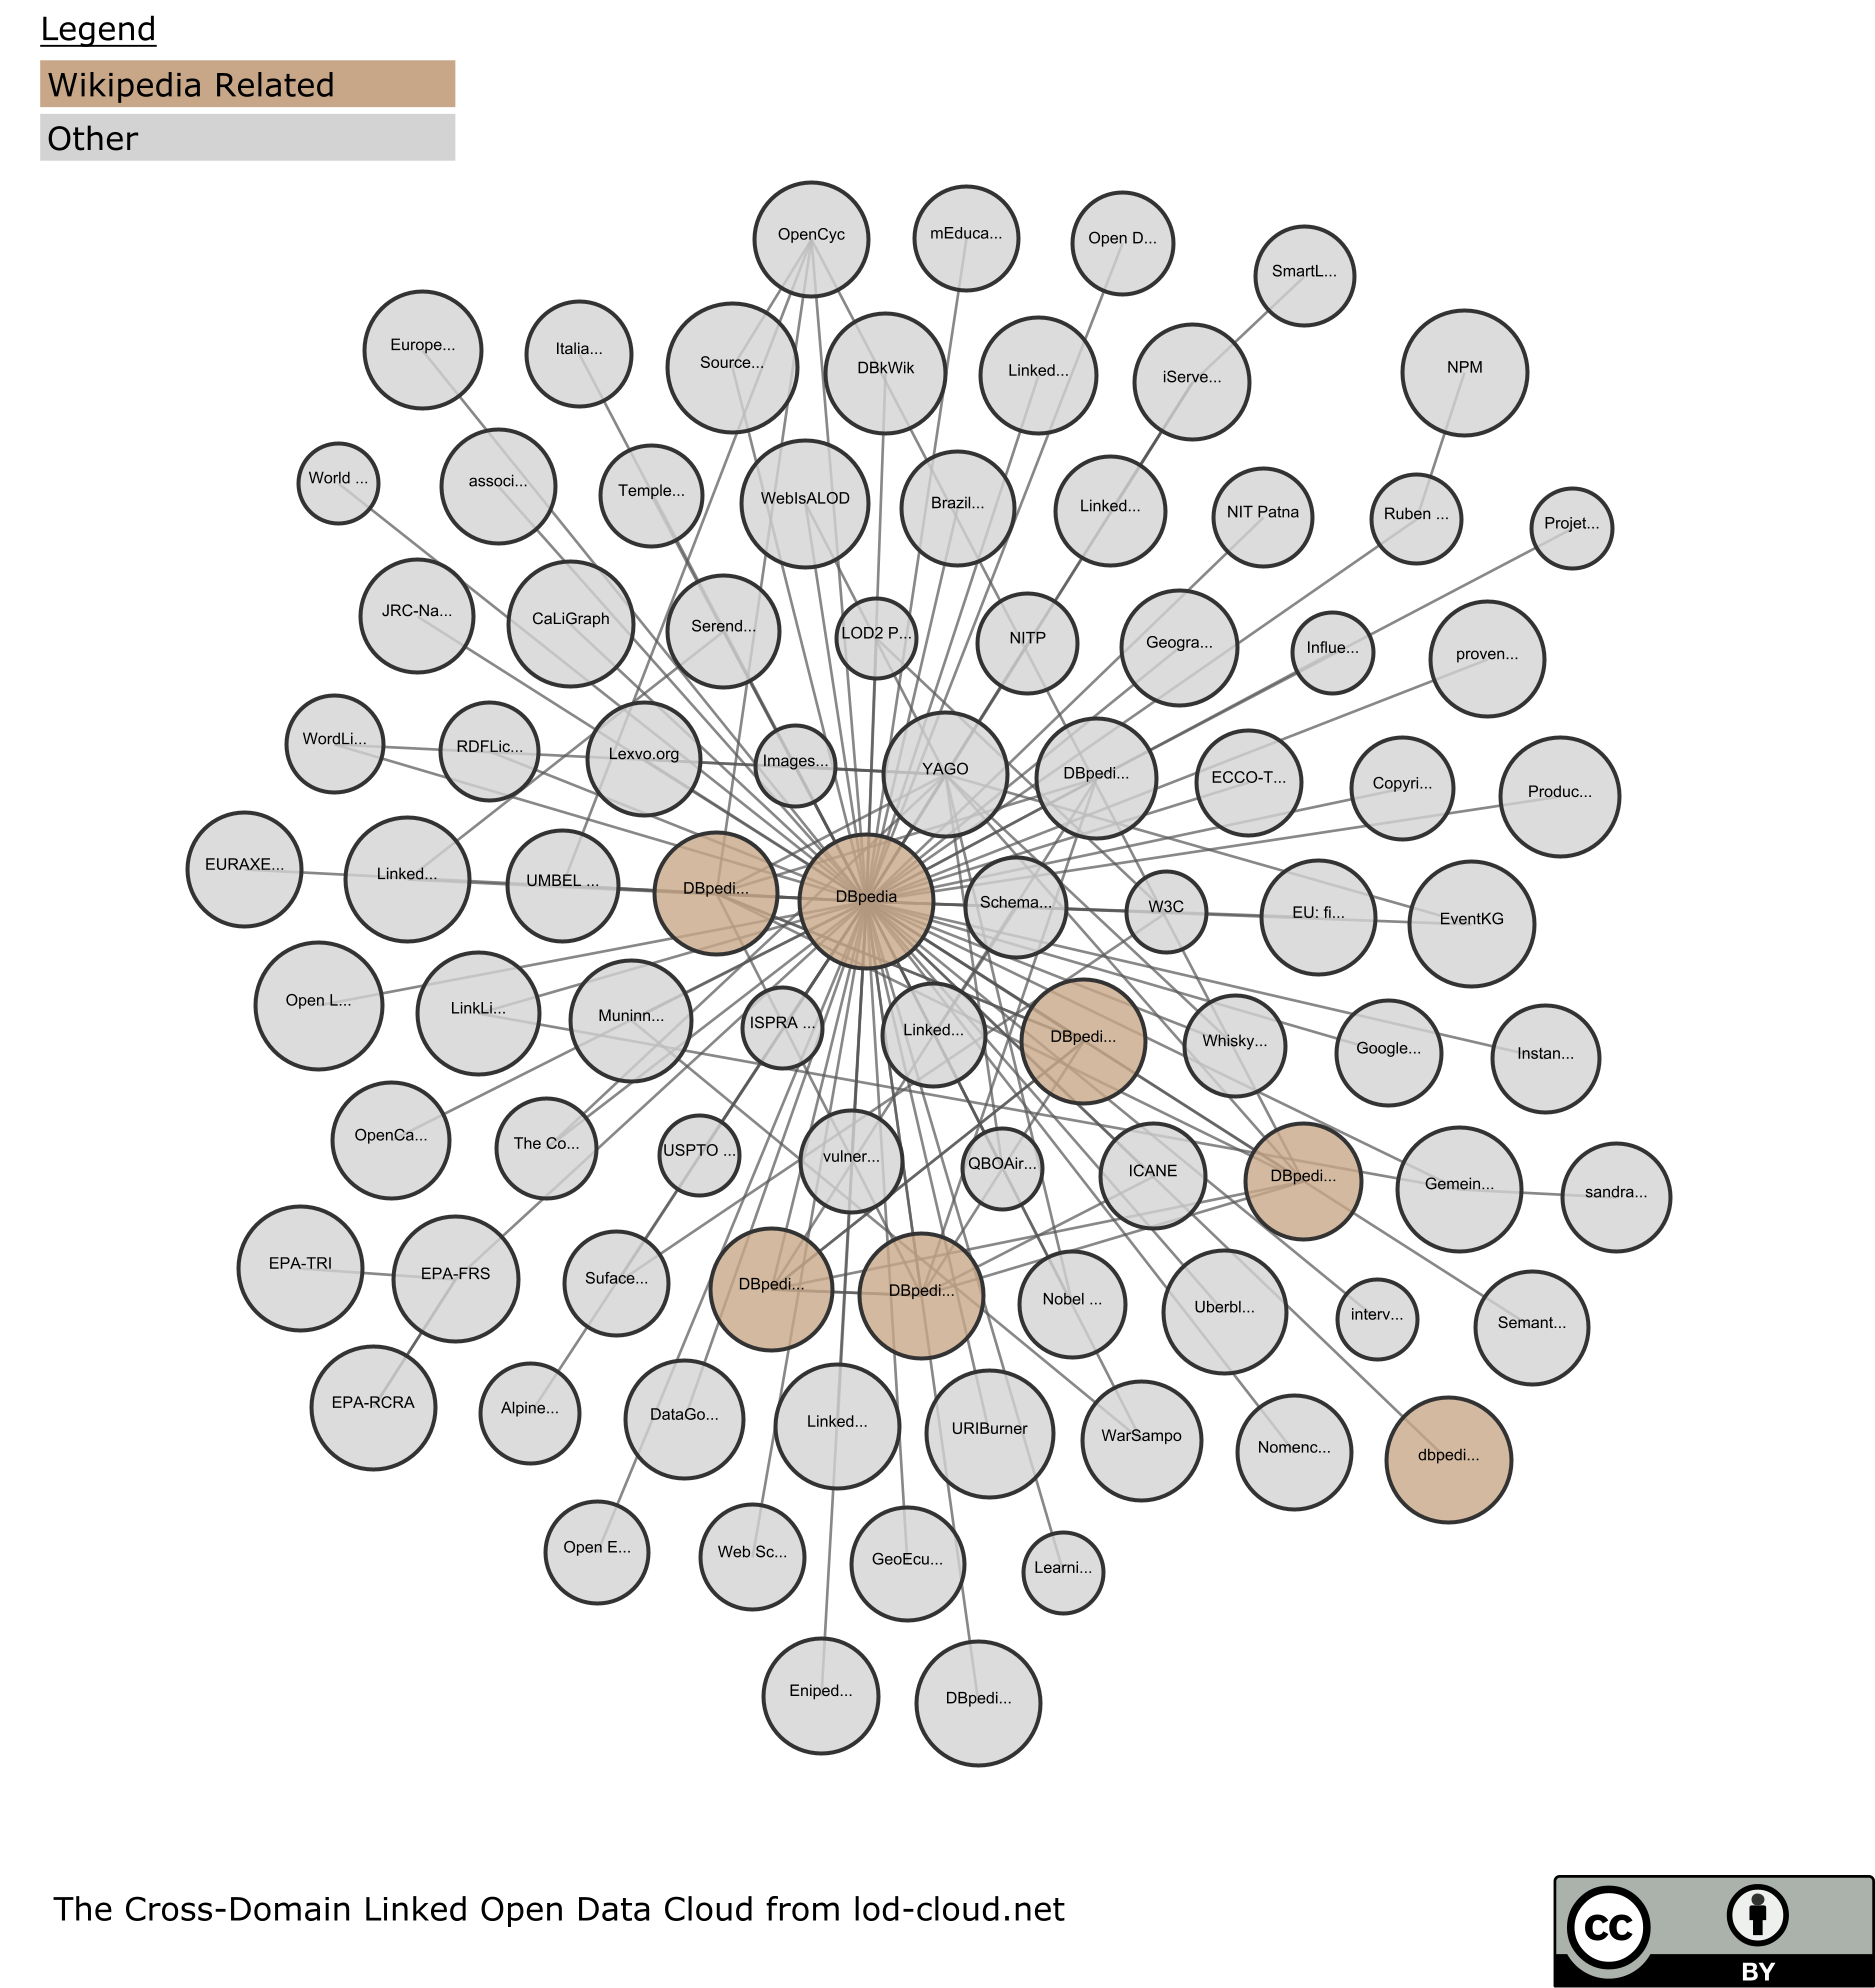 Legend
Wikipedia Related
Other
OpenCyc
mEduca...
Open D...
SmartL...
Europe...
Italia...
Source...
DBkWik
Linked...
iServe...
NPM
World ...
associ...
Temple...
WebIsALOD
Brazil...
Linked...
NIT Patna
Ruben ...
Projet...
JRC-Na...
CaLiGraph
Serend...
LOD2 P...
NITP
Geogra...
Influe...
proven...
WordLi...
RDFLic...
Lexvo.org
Images...
YAGO
DBpedi...
ECCO-T...
Copyri...
Produc...
EURAXE...
Linked...
UMBEL ...
DBpedi...
DBpedia
Schema...
W3C
EU: fi...
EventKG
Open L...
LinkLi...
Muninn...
ISPRA ...
Linked...
DBpedi...
Whisky...
Google...
Instan...
OpenCa...
The Co...
USPTO ...
vulner...
QBOAir...
ICANE
DBpedi...
Gemein...
sandra...
EPA-TRI
EPA-FRS
Suface...
DBpedi...
DBpedi...
Nobel ...
Uberbl...
interv...
Semant...
EPA-RCRA
Alpine...
DataGo...
Linked...
URIBurner
WarSampo
Nomenc...
dbpedi...
Open E...
Web Sc...
GeoEcu...
Learni...
Eniped...
DBpedi...
The Cross-Domain Linked Open Data Cloud from lod-cloud.net
cc
BY